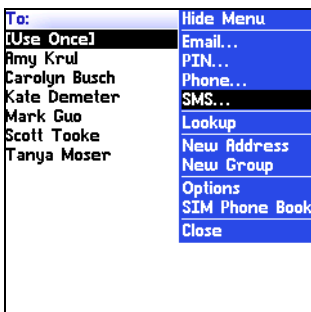 To:
[Use Once]
Amy Krul
Carolyn Busch
Kate Demeter
Mark Guo
Scott Tooke
Tanya Moser
Hide Menu
Email...
PIN...
Phone...
SMS...
Lookup
New Address
New Group
Options
SIM Phone Book
Close